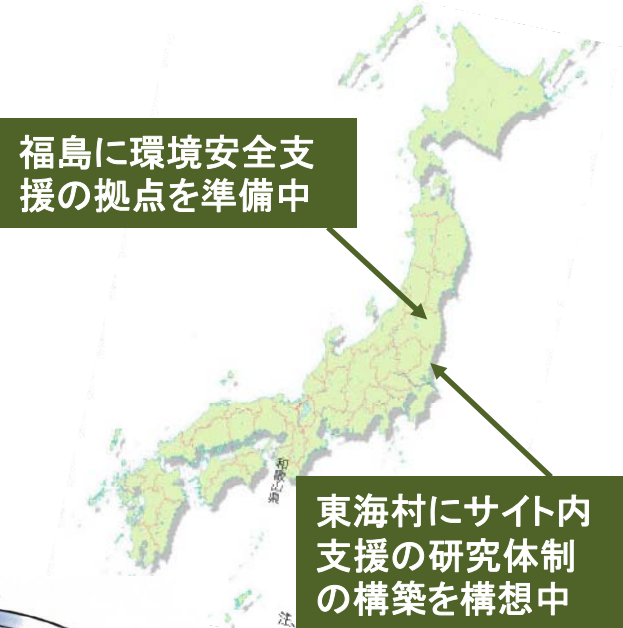 福島に環境安全支
援の拠点を準備中
和歌山県
東海村にサイト内
支援の研究体制
の構築を構想中
注、